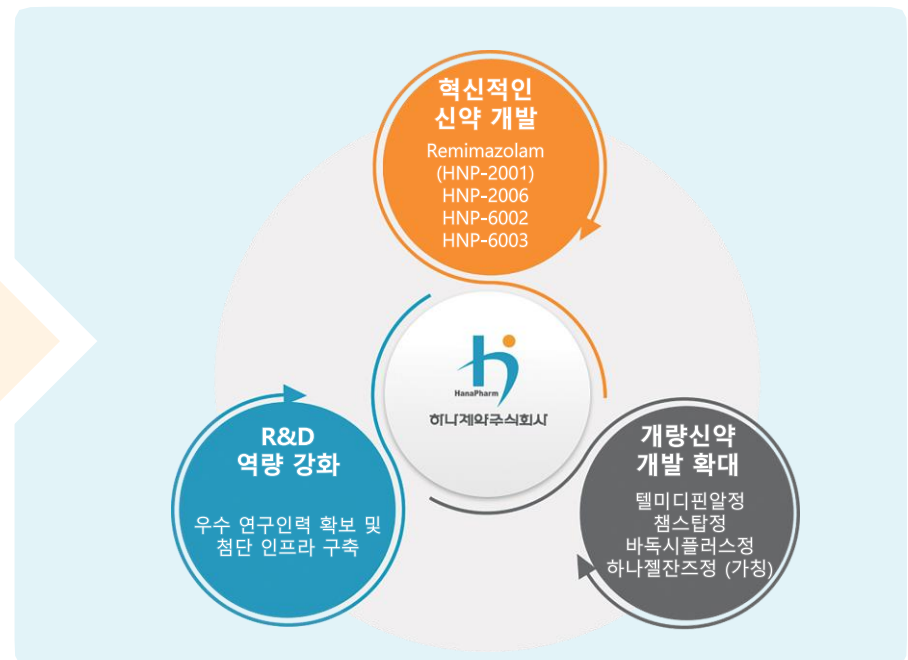 혁신적인
신약 개발
Remimazolam
(HNP-2001)
HNP-2006
HNP-6002
HNP-6003
HanaPharm
하나제약주식회사
R&D
역량 강화
우수 연구인력 확보 및
첨단 인프라 구축
개량신약
개발 확대
텔미디핀알정
챔스탑정
바독시플러스정
하나젤잔즈정 (가칭)